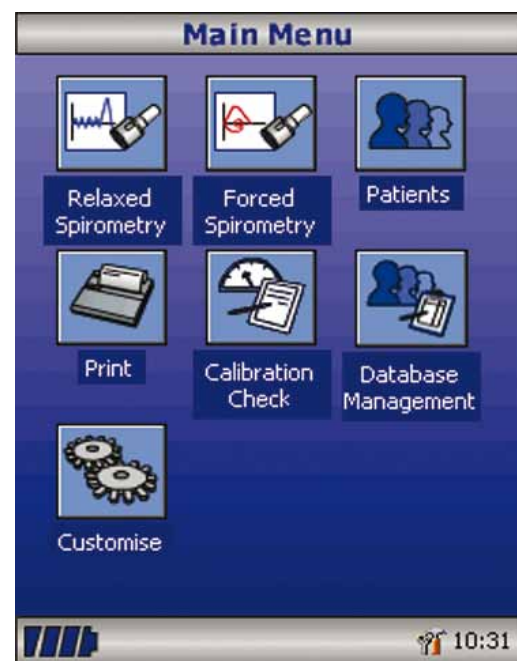 Main Menu
Relaxed
Spirometry
Forced
Spirometry
Patients
Print
Calibration
Check
Database
Management
Customise
10:31